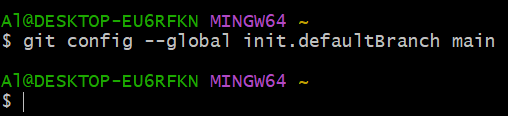 Al@DESKTOP-EU6RFKN MINGW64 ~
$ git config --global init.defaultBranch main
Al@DESKTOP-EU6RFKN MINGW64 ~
$